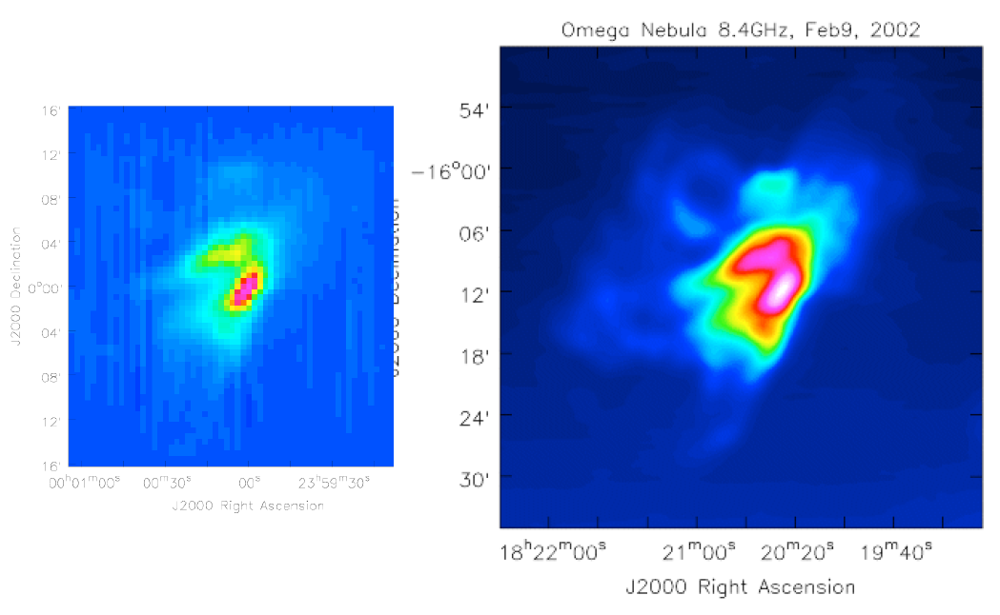 Omega Nebula 8.4GHz, Feb9, 2002
16'
12'
08'
04'
0°00'
04'
08'
12'
16'
J2000 Declination
00ʰ01ᵐ00ˢ 00ᵐ30ˢ 00ˢ 23ʰ59ᵐ30ˢ
J2000 Right Ascension
54'
−16°00'
06'
12'
18'
24'
30'
J2000 Declination
18ʰ22ᵐ00ˢ 21ᵐ00ˢ 20ᵐ20ˢ 19ᵐ40ˢ
J2000 Right Ascension